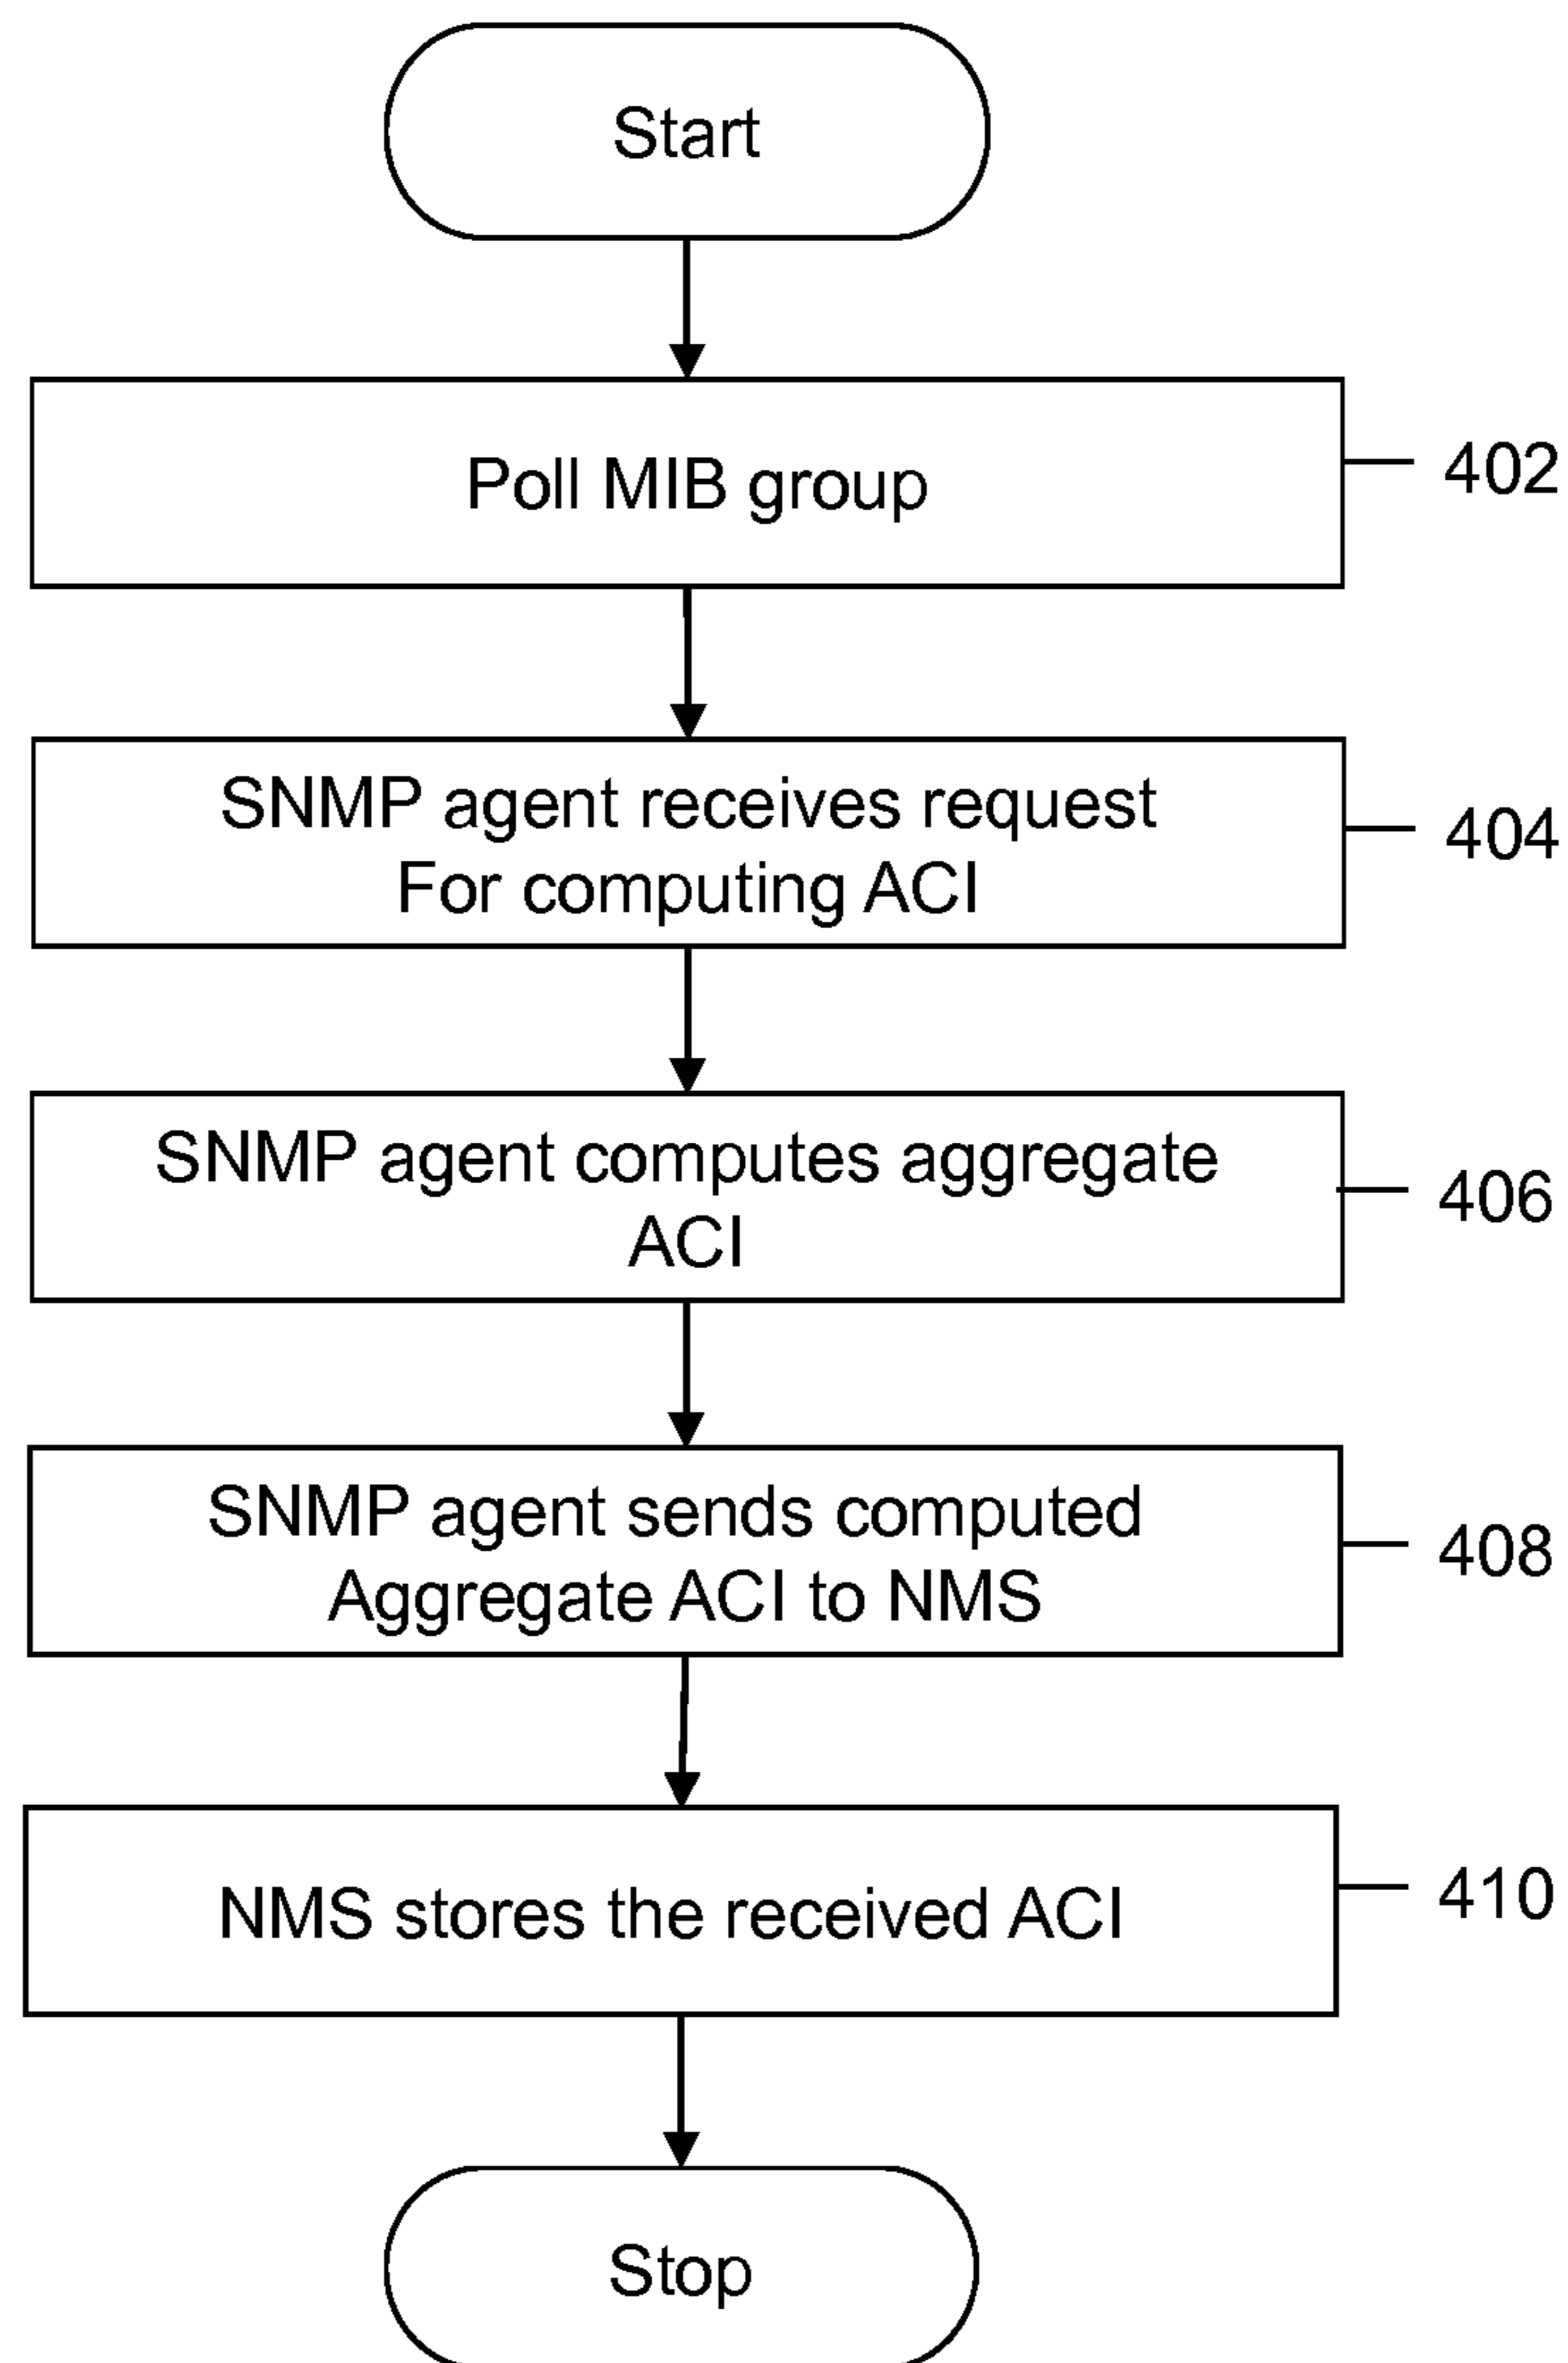 Start
Poll MIB group
402
SNMP agent receives request
For computing ACI
404
SNMP agent computes aggregate
ACI
406
SNMP agent sends computed
Aggregate ACI to NMS
408
NMS stores the received ACI
410
Stop